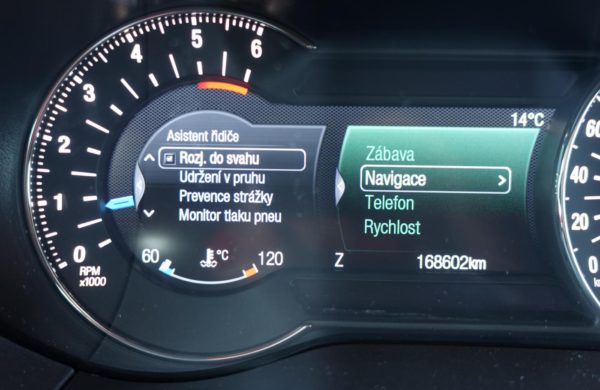 6
5
4
3
2
1
0
RPM
x1000
Asistent řidiče
Rozj. do svahu
Udržení v pruhu
Prevence strážky
Monitor tlaku pneu
60 °C 120
14°C
Zábava
Navigace >
Telefon
Rychlost
Z 168602km
60
40
20
0